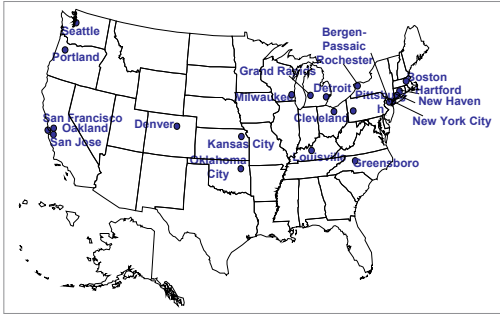 Seattle
Portland
San Francisco
Oakland
San Jose
Denver
Kansas City
Oklahoma
City
Milwaukee
Grand Rapids
Detroit
Cleveland
Louisville
Greensboro
Bergen-
Passaic
Rochester
Pittsburg
h
Boston
Hartford
New Haven
New York City